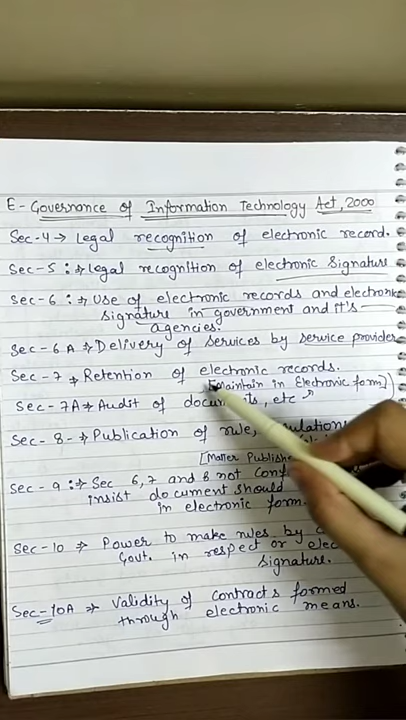 E- Governance of Information Technology Act, 2000
Sec-4 → Legal recognition of electronic record.
Sec-5 :⇒ Legal recognition of electronic Signature
Sec-6 :⇒ Use of electronic records and electronic
signature in government and it's
agencies.
Sec-6A ⇒ Delivery of services by service provider
Sec-7 → Retention of electronic records.
[Maintain in Electronic form])
Sec-7A ⇒ Audit of documents, etc
Sec-8- ⇒ Publication of rule,
[Matter Publishe
Sec-9 :⇒ Sec 6, 7 and 8 not Conf
insist document should
in electronic form.
Sec-10 ⇒ Power to make rules by C
Govt. in respect of elec
signature.
Sec-10A ⇒ Validity of contracts formed
through electronic means.